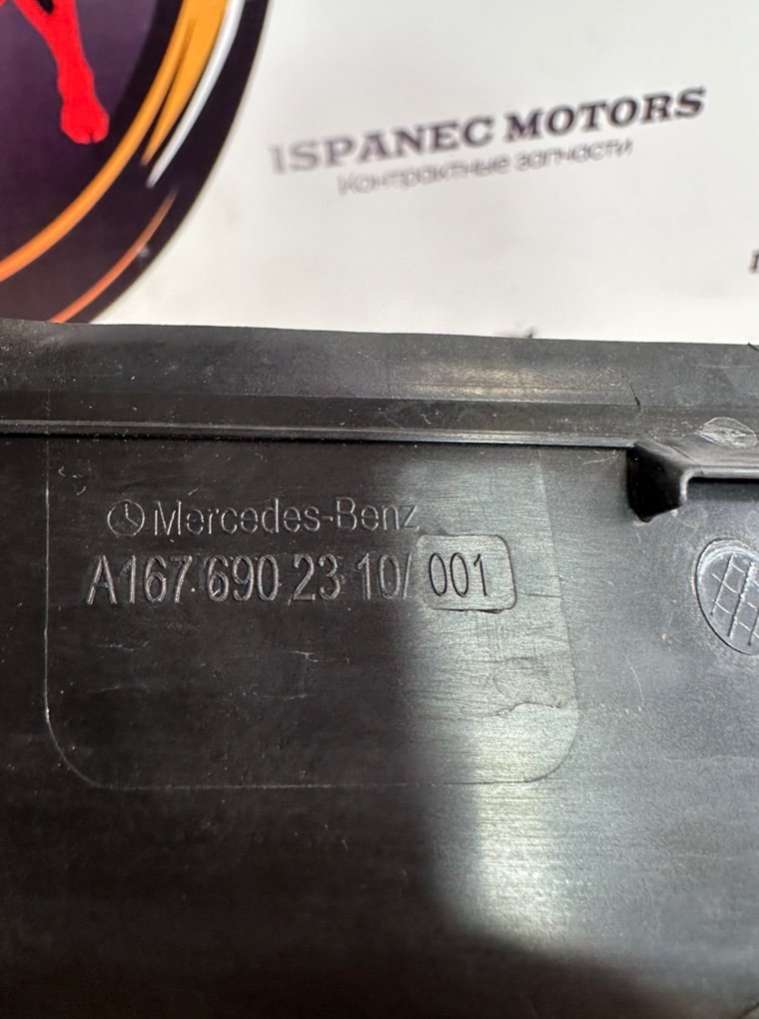 ISPANEC MOTORS
Контрактные запчасти
Mercedes-Benz
A167 690 23 10/ 001